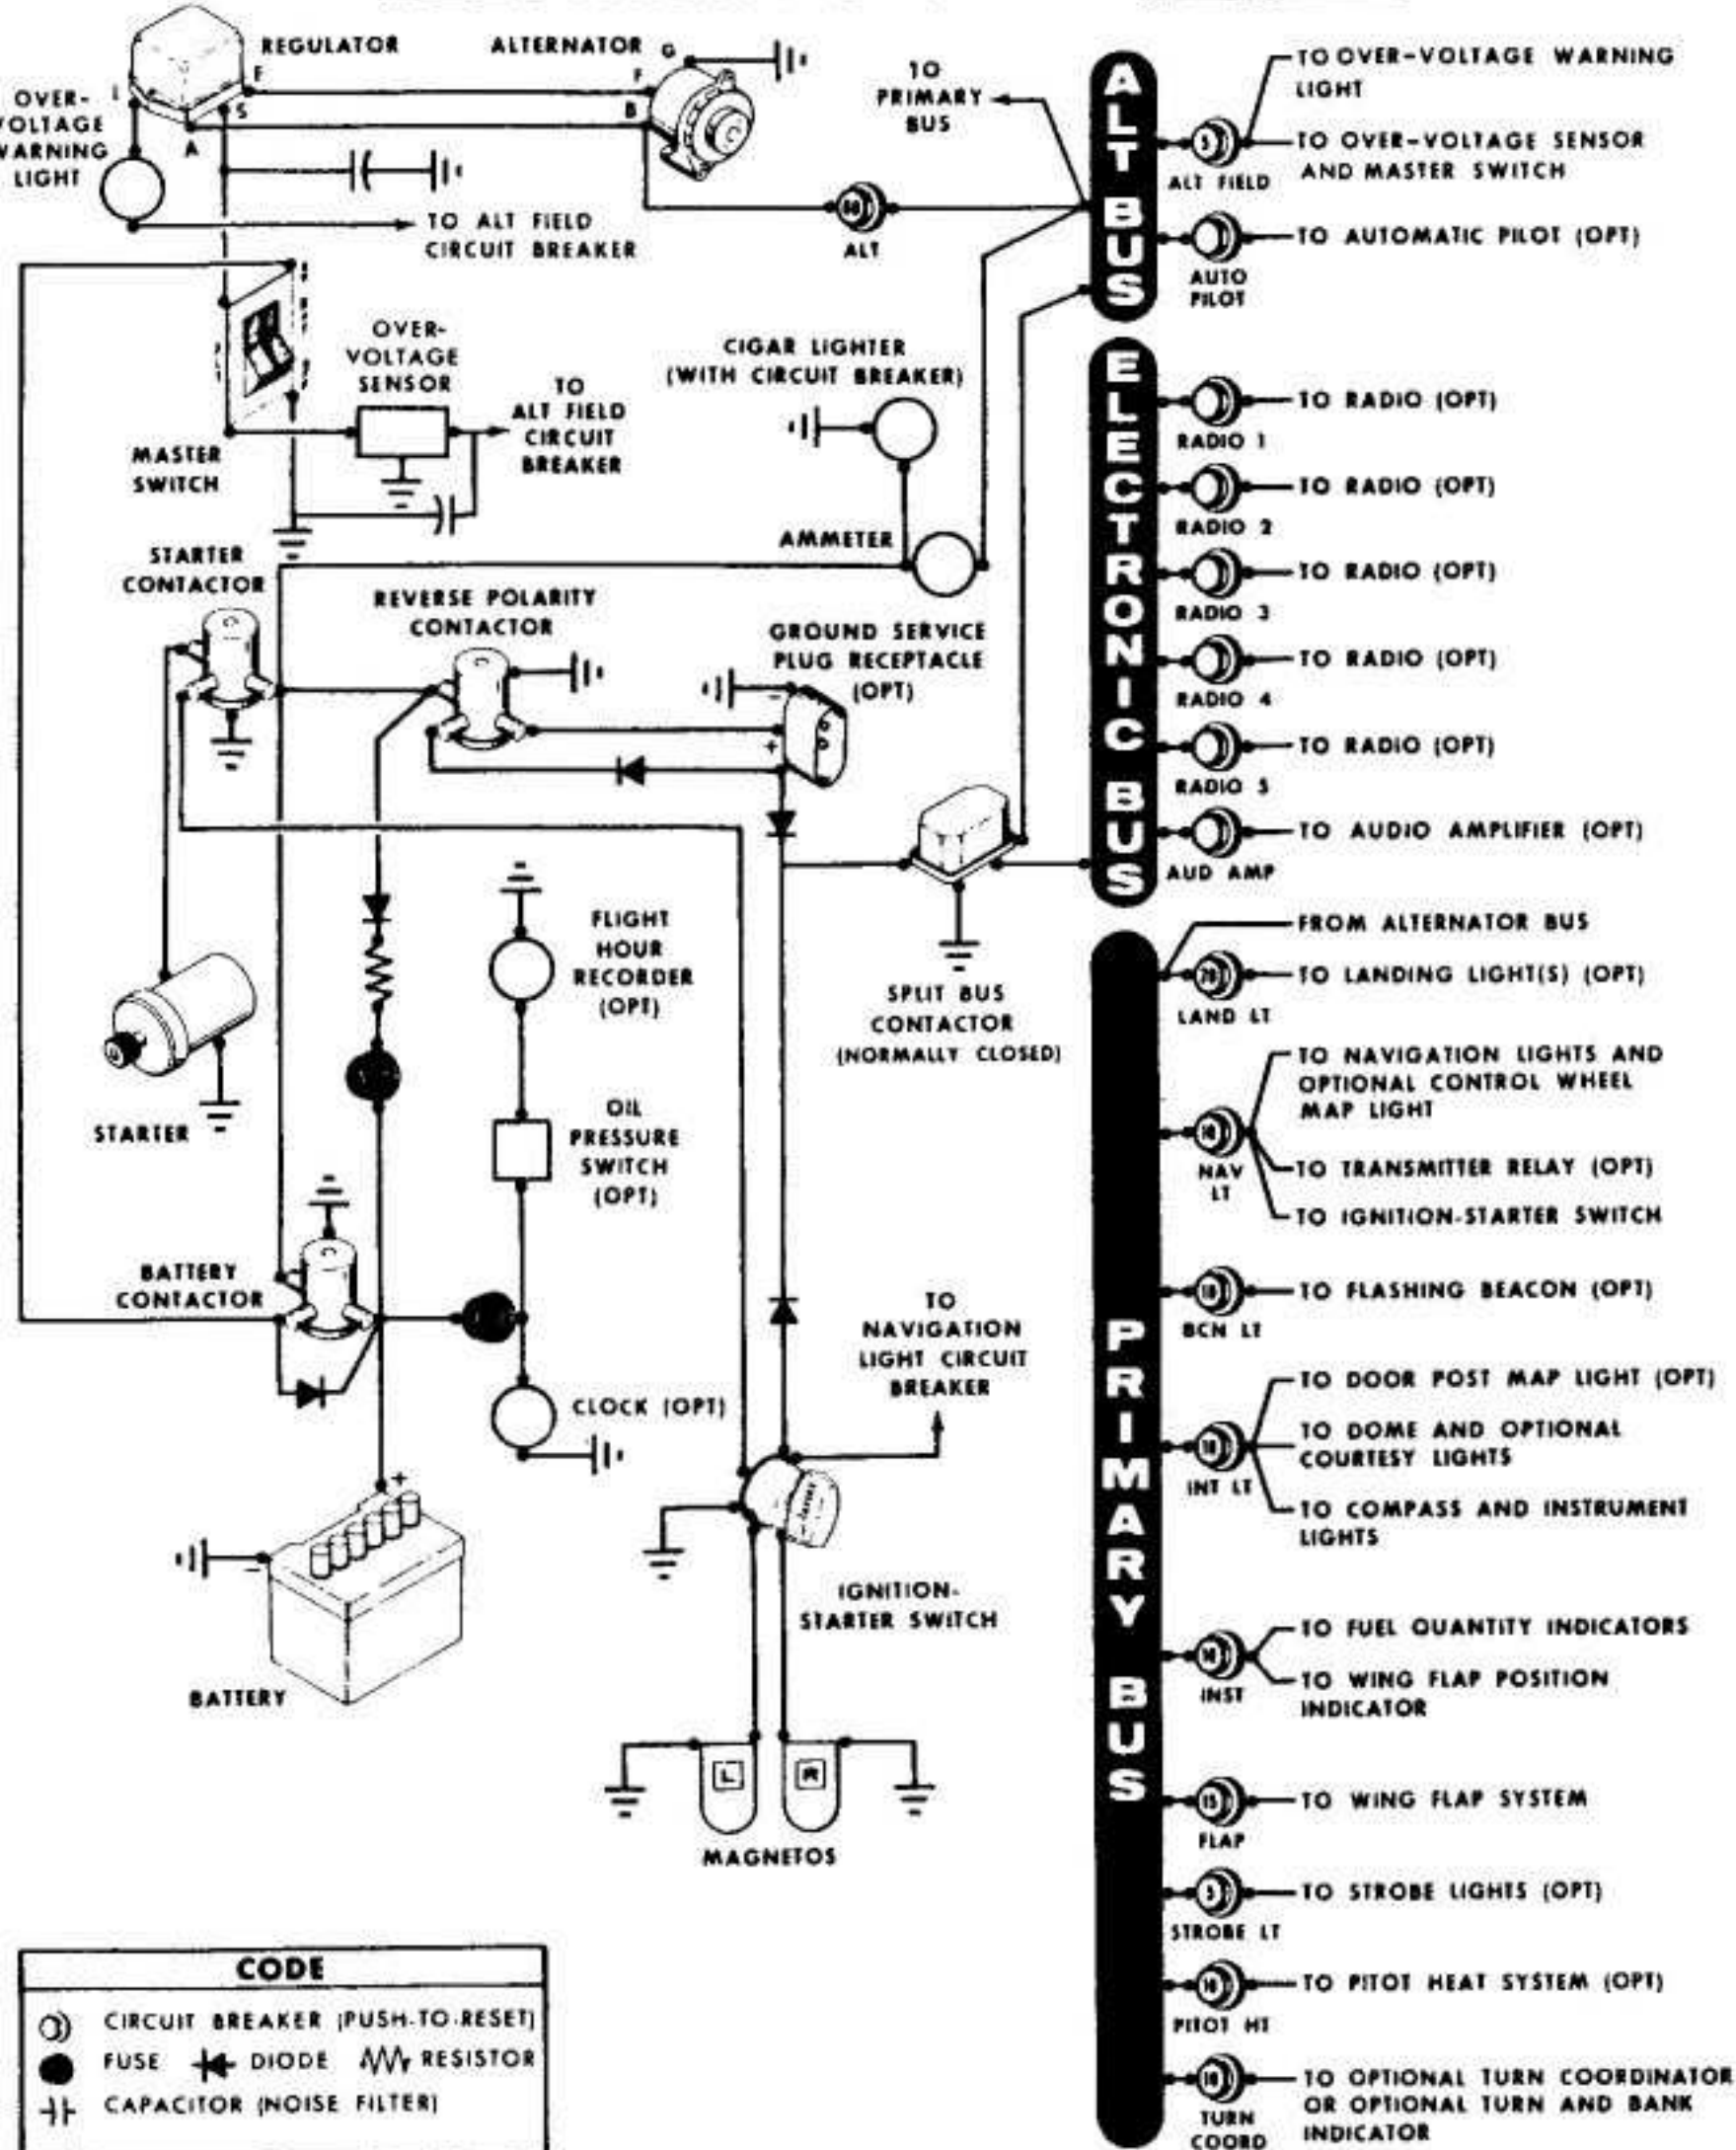 REGULATOR
ALTERNATOR
G
F
F
B
I
S
A
OVER-
VOLTAGE
WARNING
LIGHT
TO
PRIMARY
BUS
TO ALT FIELD
CIRCUIT BREAKER
60
ALT
OVER-
VOLTAGE
SENSOR
TO
ALT FIELD
CIRCUIT
BREAKER
MASTER
SWITCH
CIGAR LIGHTER
(WITH CIRCUIT BREAKER)
AMMETER
STARTER
CONTACTOR
REVERSE POLARITY
CONTACTOR
GROUND SERVICE
PLUG RECEPTACLE
(OPT)
-
+
FLIGHT
HOUR
RECORDER
(OPT)
SPLIT BUS
CONTACTOR
(NORMALLY CLOSED)
STARTER
OIL
PRESSURE
SWITCH
(OPT)
BATTERY
CONTACTOR
TO
NAVIGATION
LIGHT CIRCUIT
BREAKER
CLOCK (OPT)
+
-
BATTERY
IGNITION-
STARTER SWITCH
L
R
MAGNETOS
ALT BUS
5
ALT FIELD
TO OVER-VOLTAGE WARNING
LIGHT
TO OVER-VOLTAGE SENSOR
AND MASTER SWITCH
AUTO
PILOT
TO AUTOMATIC PILOT (OPT)
ELECTRONIC BUS
RADIO 1
TO RADIO (OPT)
RADIO 2
TO RADIO (OPT)
RADIO 3
TO RADIO (OPT)
RADIO 4
TO RADIO (OPT)
RADIO 5
TO RADIO (OPT)
AUD AMP
TO AUDIO AMPLIFIER (OPT)
PRIMARY BUS
FROM ALTERNATOR BUS
20
LAND LT
TO LANDING LIGHT(S) (OPT)
10
NAV
LT
TO NAVIGATION LIGHTS AND
OPTIONAL CONTROL WHEEL
MAP LIGHT
TO TRANSMITTER RELAY (OPT)
TO IGNITION-STARTER SWITCH
10
BCN LT
TO FLASHING BEACON (OPT)
10
INT LT
TO DOOR POST MAP LIGHT (OPT)
TO DOME AND OPTIONAL
COURTESY LIGHTS
TO COMPASS AND INSTRUMENT
LIGHTS
10
INST
TO FUEL QUANTITY INDICATORS
TO WING FLAP POSITION
INDICATOR
15
FLAP
TO WING FLAP SYSTEM
5
STROBE LT
TO STROBE LIGHTS (OPT)
10
PITOT HT
TO PITOT HEAT SYSTEM (OPT)
10
TURN
COORD
TO OPTIONAL TURN COORDINATOR
OR OPTIONAL TURN AND BANK
INDICATOR
CODE
CIRCUIT BREAKER (PUSH-TO-RESET)
FUSE DIODE RESISTOR
CAPACITOR (NOISE FILTER)